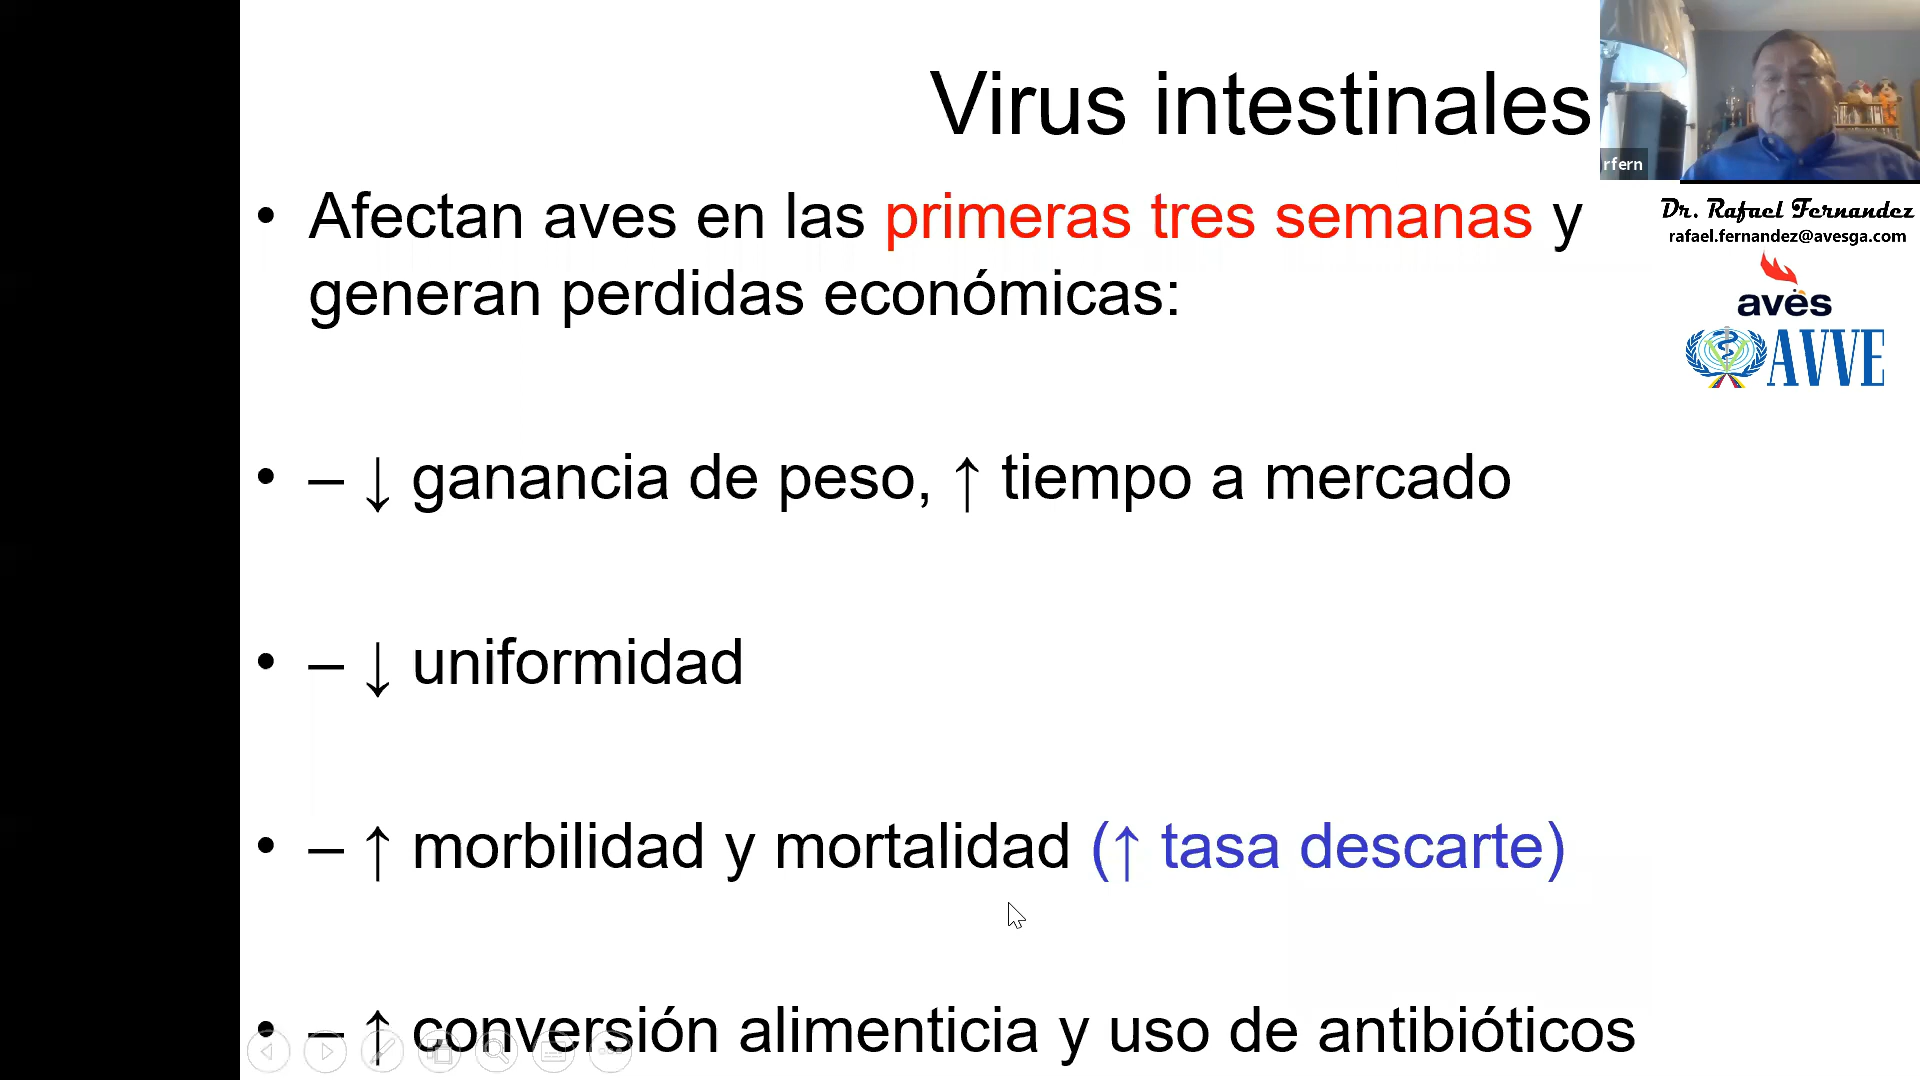 Virus intestinales
rfern
Dr. Rafael Fernandez
rafael.fernandez@avesga.com
avès
AVVE
• Afectan aves en las primeras tres semanas y
generan perdidas económicas:
• – ↓ ganancia de peso, ↑ tiempo a mercado
• – ↓ uniformidad
• – ↑ morbilidad y mortalidad (↑ tasa descarte)
• – ↑ conversión alimenticia y uso de antibióticos